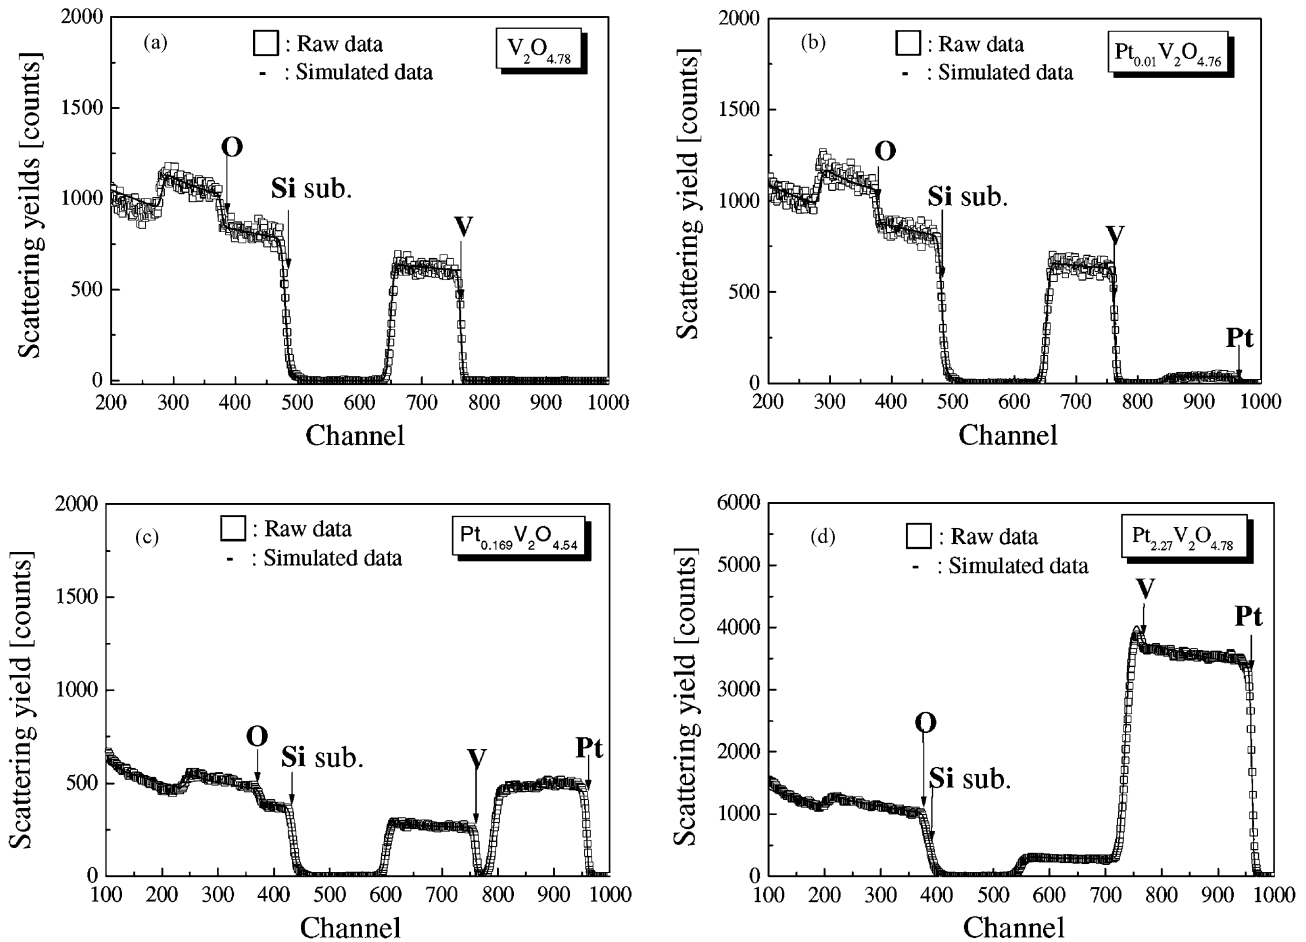 (a)
□ : Raw data
- : Simulated data
V2O4.78
O
Si sub.
V
Scattering yeilds [counts]
2000
1500
1000
500
0
200 300 400 500 600 700 800 900 1000
Channel
(b)
□ : Raw data
- : Simulated data
Pt0.01V2O4.76
O
Si sub.
V
Pt
Scattering yield [counts]
2000
1500
1000
500
0
200 300 400 500 600 700 800 900 1000
Channel
(c)
□ : Raw data
- : Simulated data
Pt0.169V2O4.54
O
Si sub.
V
Pt
Scattering yield [counts]
2000
1500
1000
500
0
100 200 300 400 500 600 700 800 900 1000
Channel
(d)
□ : Raw data
- : Simulated data
Pt2.27V2O4.78
V
Pt
O
Si sub.
Scattering yield [counts]
6000
5000
4000
3000
2000
1000
0
100 200 300 400 500 600 700 800 900 1000
Channel